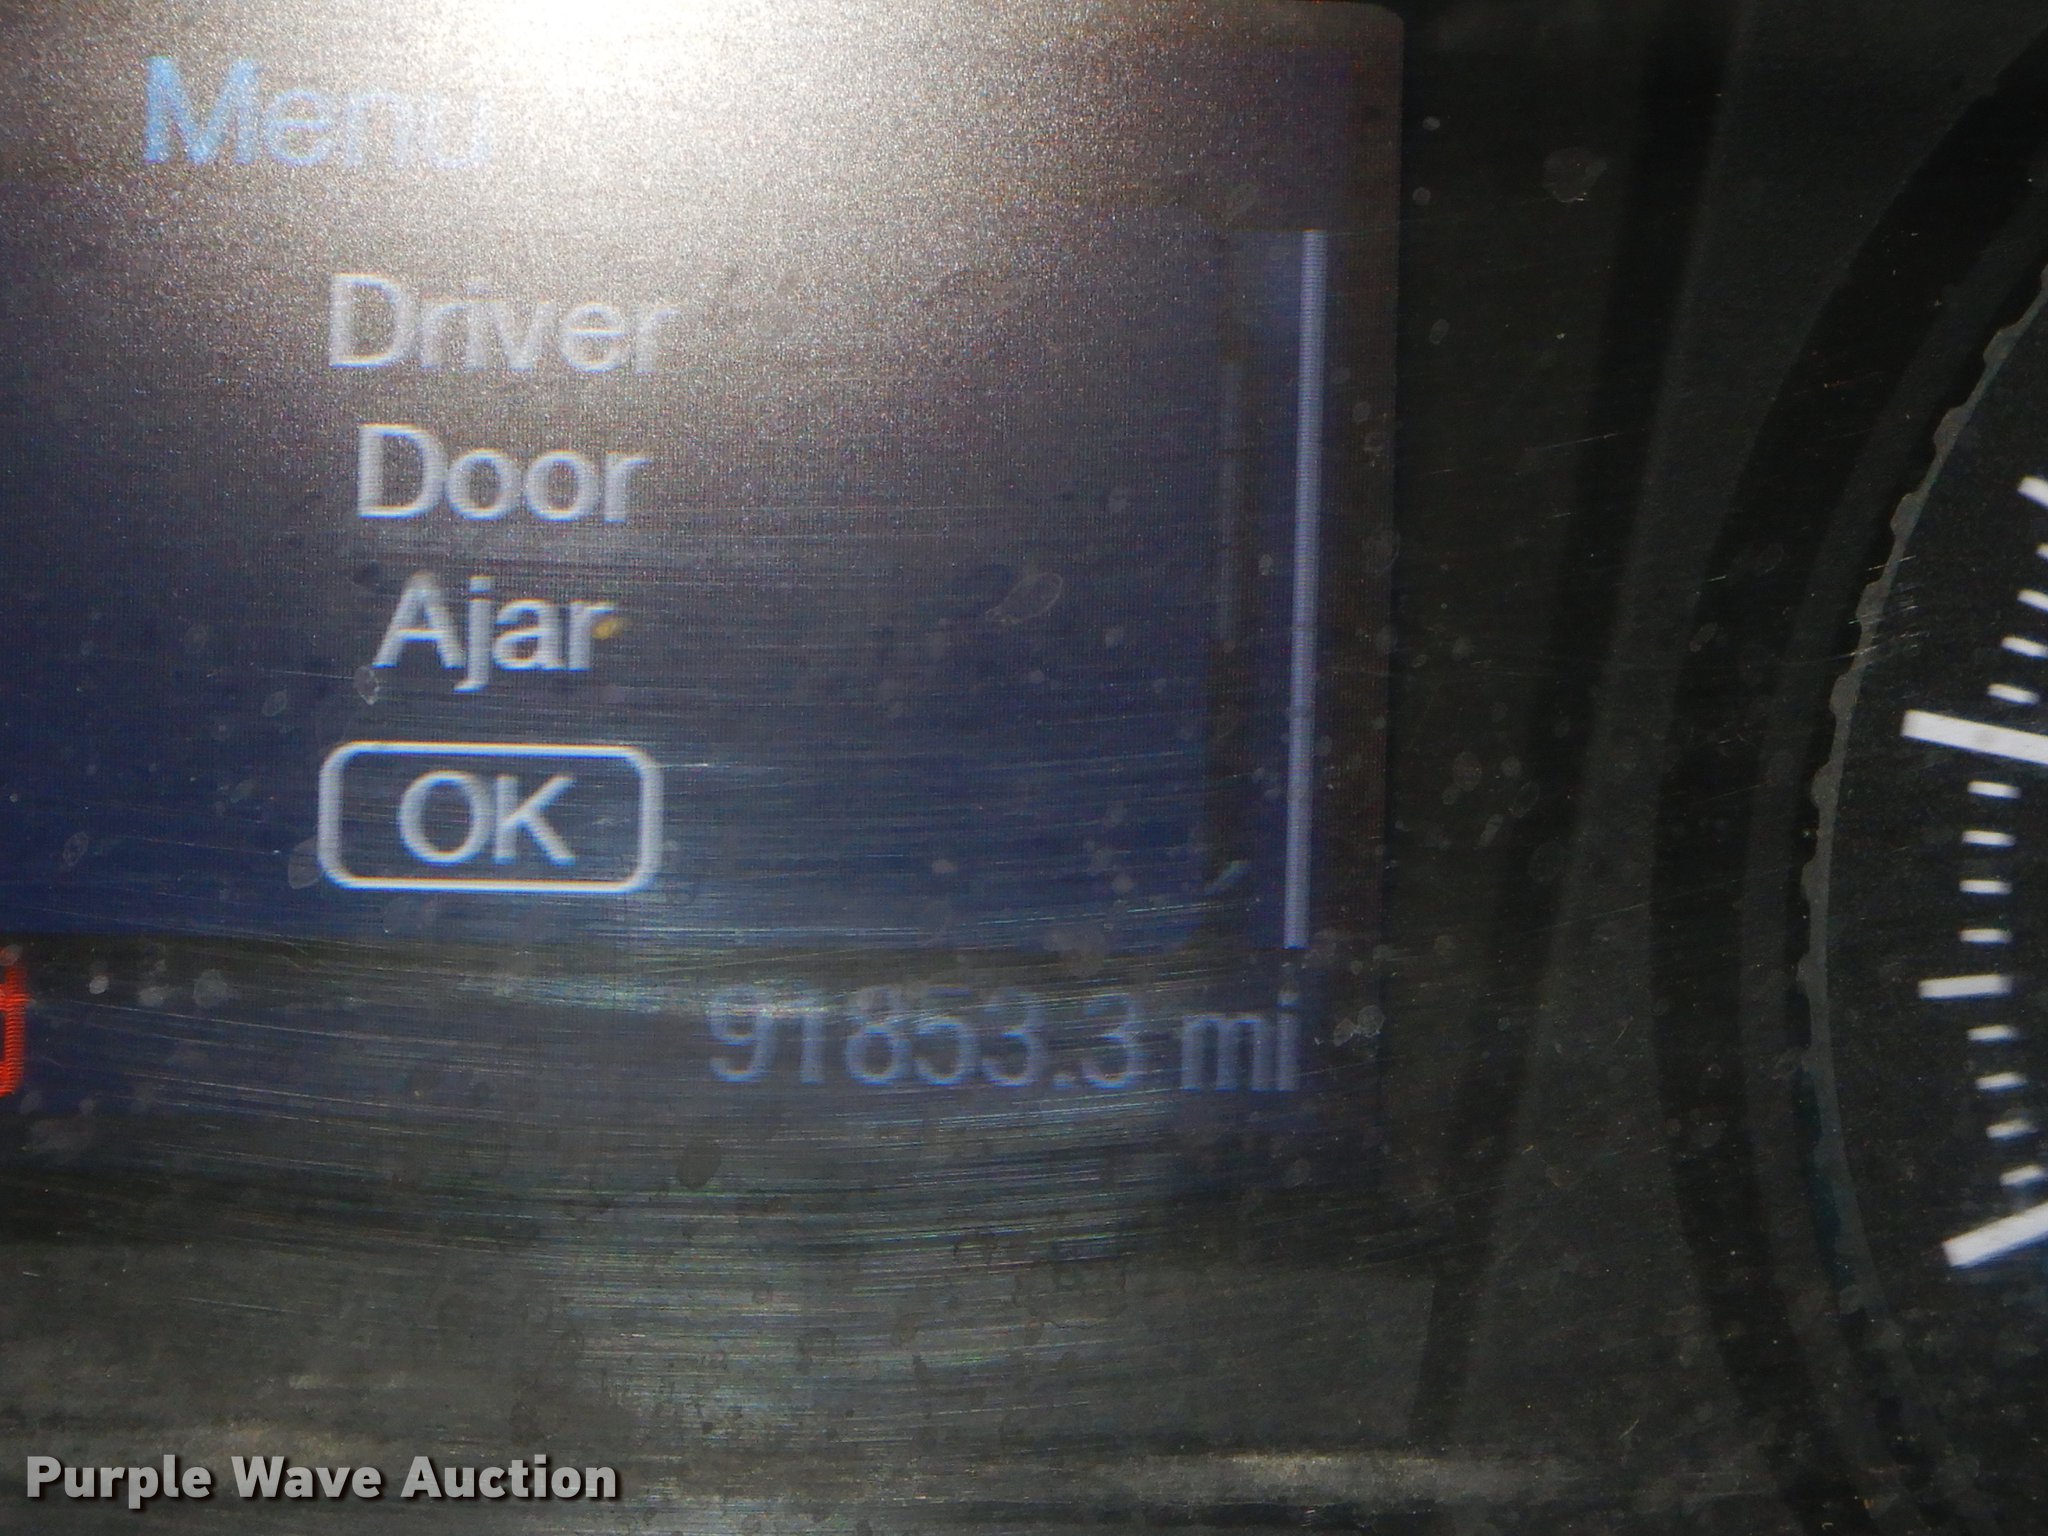 Menu
Driver
Door
Ajar
OK
91853.3 mi
Purple Wave Auction